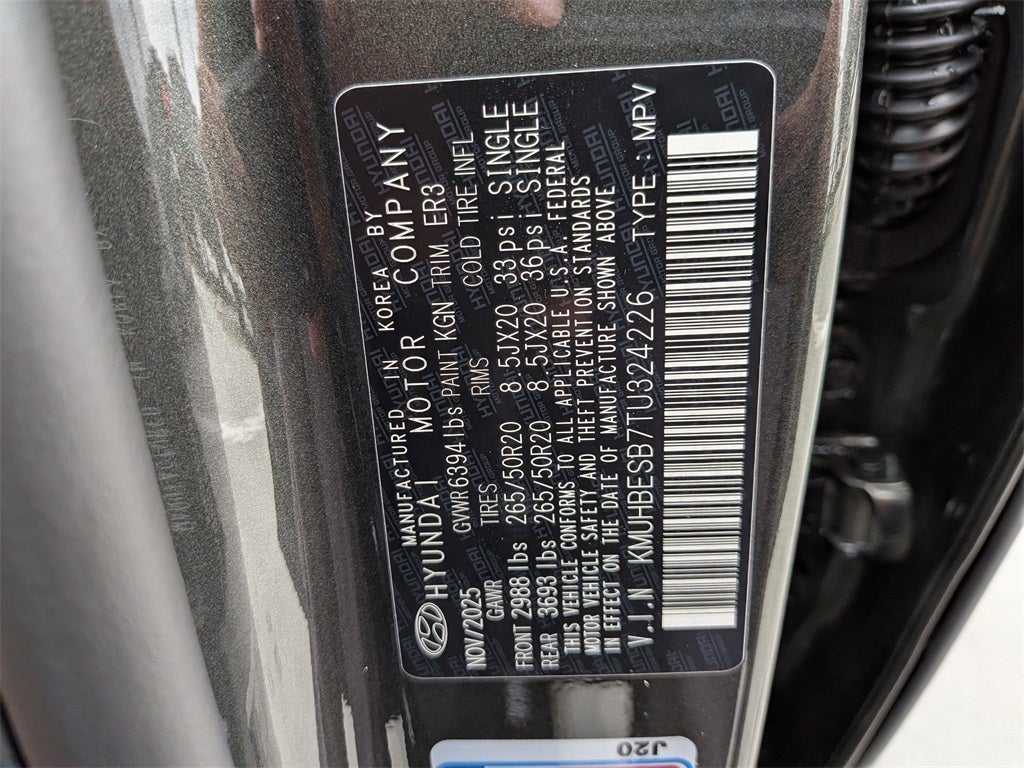 MANUFACTURED IN KOREA BY
HYUNDAI MOTOR COMPANY
NOV/2025 GVWR6394 lbs PAINT KGN TRIM ER3
GAWR TIRES RIMS COLD TIRE INFL
FRONT 2988 lbs 265/50R20 8.5JX20 33psi SINGLE
REAR 3693 lbs 265/50R20 8.5JX20 36psi SINGLE
THIS VEHICLE CONFORMS TO ALL APPLICABLE U.S.A. FEDERAL
MOTOR VEHICLE SAFETY AND THEFT PREVENTION STANDARDS
IN EFFECT ON THE DATE OF MANUFACTURE SHOWN ABOVE
V.I.N KMUHBESB7TU324226 TYPE:MPV
J20